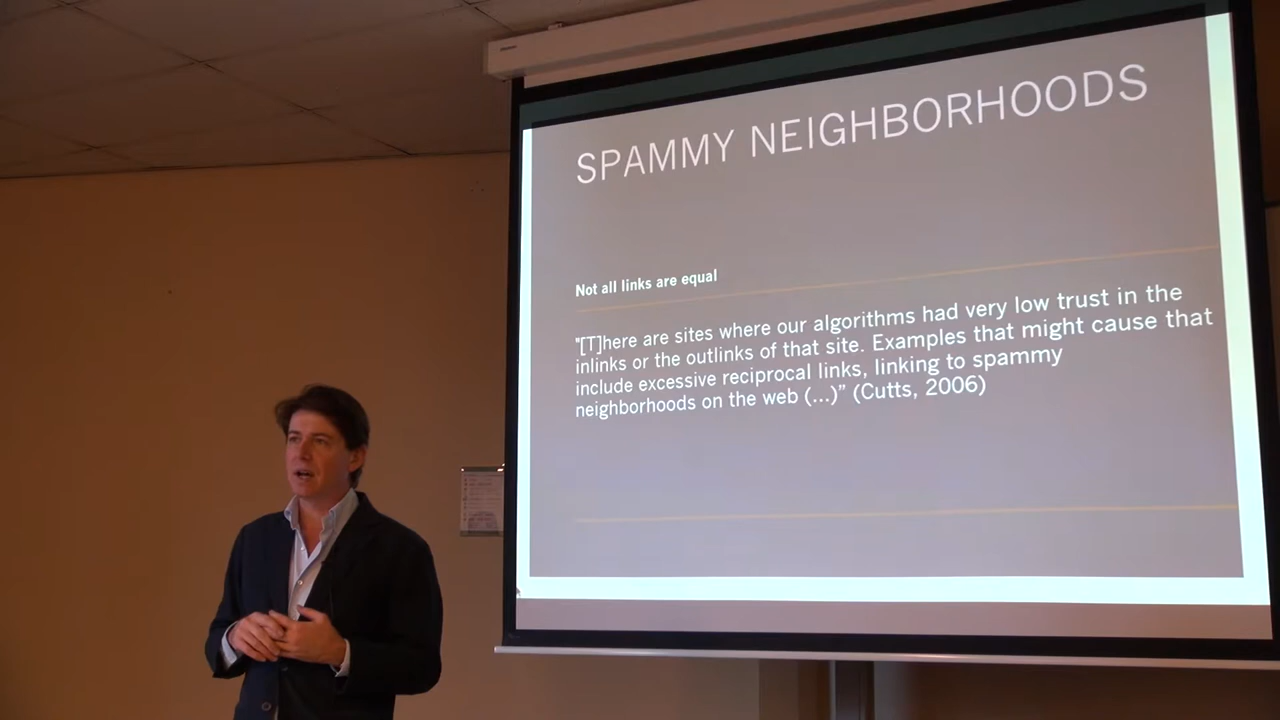 SPAMMY NEIGHBORHOODS
Not all links are equal
"[T]here are sites where our algorithms had very low trust in the
inlinks or the outlinks of that site. Examples that might cause that
include excessive reciprocal links, linking to spammy
neighborhoods on the web (...)” (Cutts, 2006)